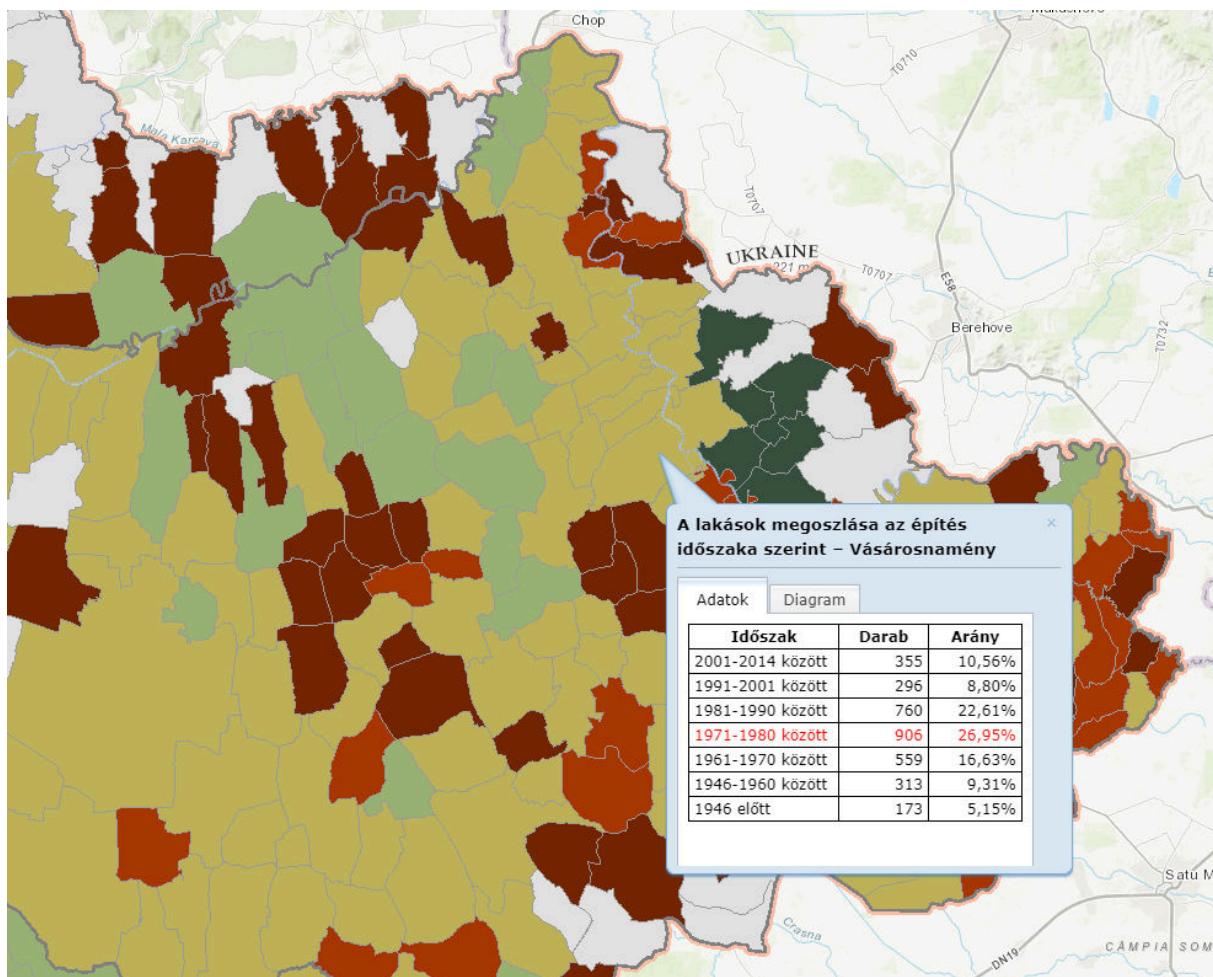 Chop
T0710
Mala Karcava
T0707
UKRAINE
221 m
T0707
E58
Berehove
T0732
A lakások megoszlása az építés
időszaka szerint – Vásárosnamény
×
Adatok Diagram
Időszak Darab Arány
2001-2014 között 355 10,56%
1991-2001 között 296 8,80%
1981-1990 között 760 22,61%
1971-1980 között 906 26,95%
1961-1970 között 559 16,63%
1946-1960 között 313 9,31%
1946 előtt 173 5,15%
Satu M
Crasna
DN19
CÂMPIA SOM